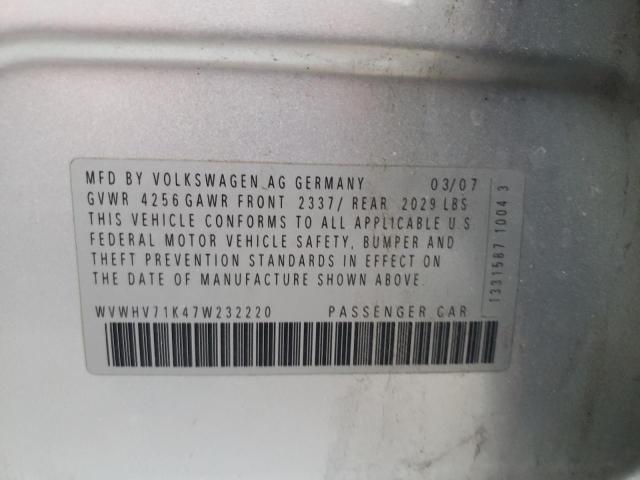 MFD BY VOLKSWAGEN AG GERMANY 03/07
GVWR 4256 GAWR FRONT 2337/ REAR 2029 LBS
THIS VEHICLE CONFORMS TO ALL APPLICABLE U.S
FEDERAL MOTOR VEHICLE SAFETY, BUMPER AND
THEFT PREVENTION STANDARDS IN EFFECT ON
THE DATE OF MANUFACTURE SHOWN ABOVE.
WVWHV71K47W232220 PASSENGER CAR
1331587 1004 3